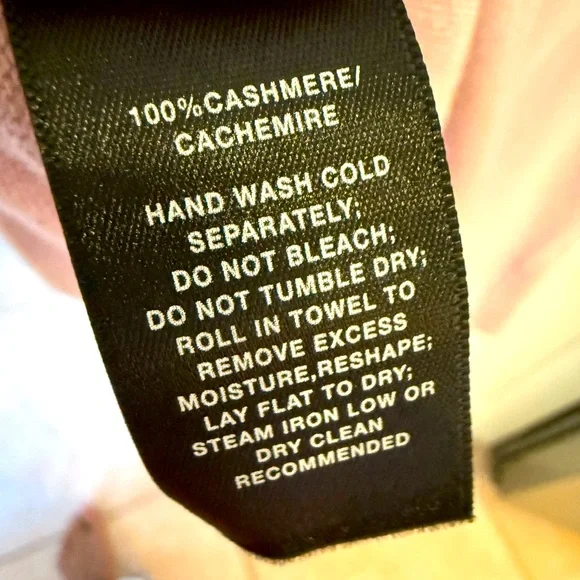 100%CASHMERE/
CACHEMIRE
HAND WASH COLD
SEPARATELY;
DO NOT BLEACH;
DO NOT TUMBLE DRY;
ROLL IN TOWEL TO
REMOVE EXCESS
MOISTURE,RESHAPE;
LAY FLAT TO DRY;
STEAM IRON LOW OR
DRY CLEAN
RECOMMENDED